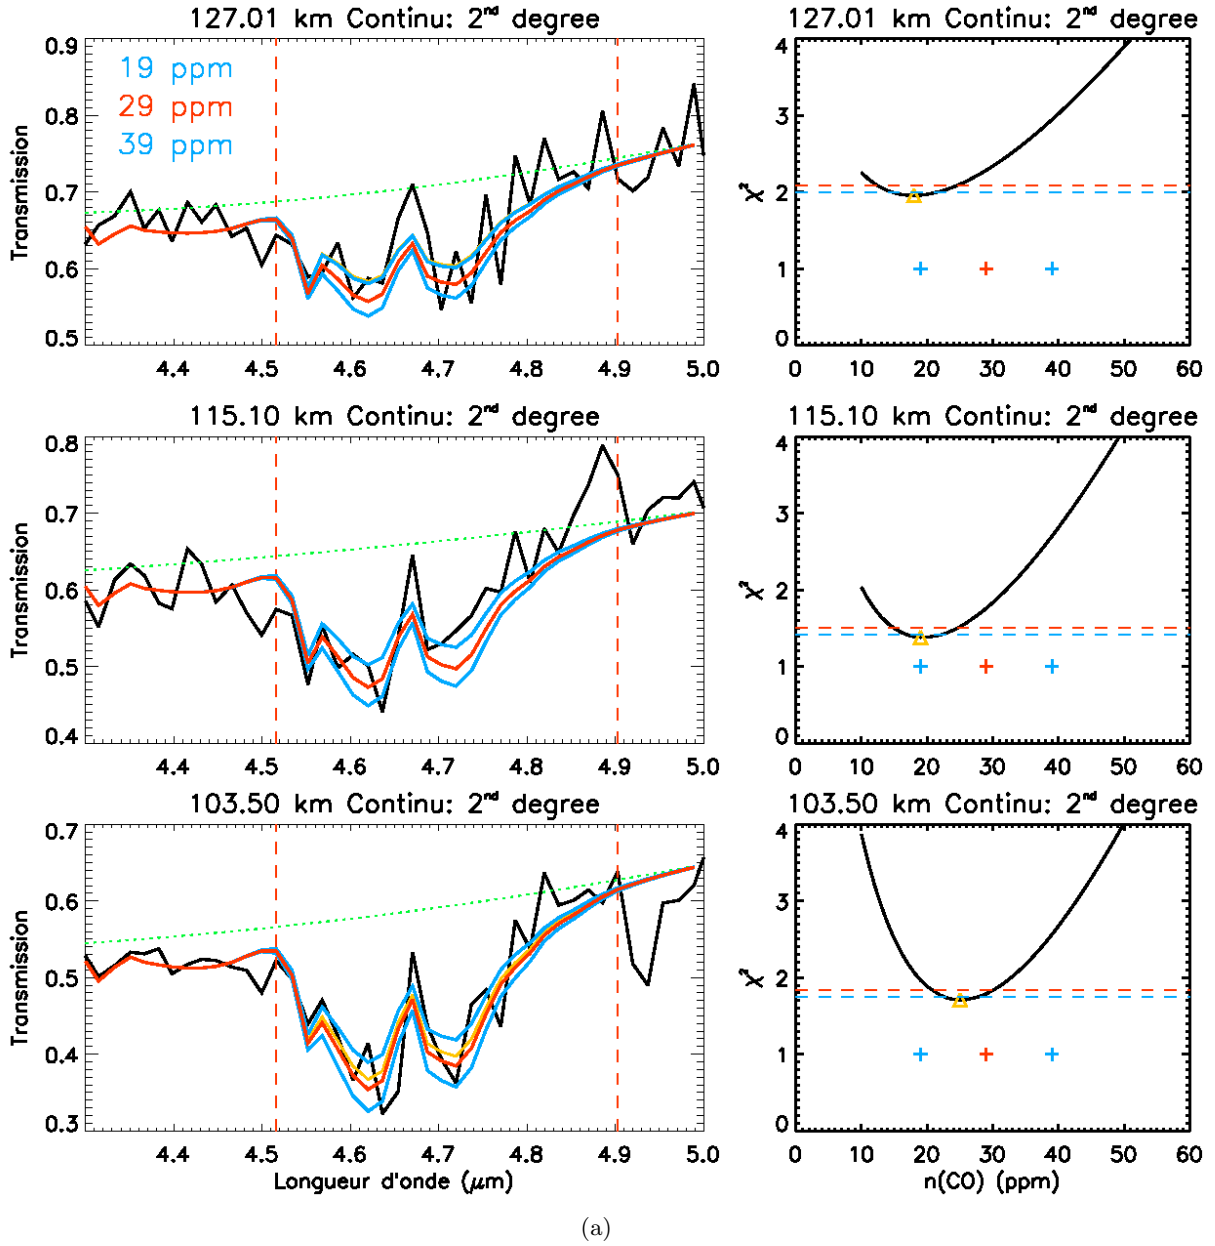 127.01 km Continu: 2nd degree
127.01 km Continu: 2nd degree
0.9
0.8
0.7
0.6
0.5
Transmission
19 ppm
29 ppm
39 ppm
4.4 4.5 4.6 4.7 4.8 4.9 5.0
4
3
2
1
0
χ²
0 10 20 30 40 50 60
115.10 km Continu: 2nd degree
115.10 km Continu: 2nd degree
0.8
0.7
0.6
0.5
0.4
Transmission
4.4 4.5 4.6 4.7 4.8 4.9 5.0
4
3
2
1
0
χ²
0 10 20 30 40 50 60
103.50 km Continu: 2nd degree
103.50 km Continu: 2nd degree
0.7
0.6
0.5
0.4
0.3
Transmission
4.4 4.5 4.6 4.7 4.8 4.9 5.0
Longueur d'onde (μm)
4
3
2
1
0
χ²
0 10 20 30 40 50 60
n(CO) (ppm)
(a)